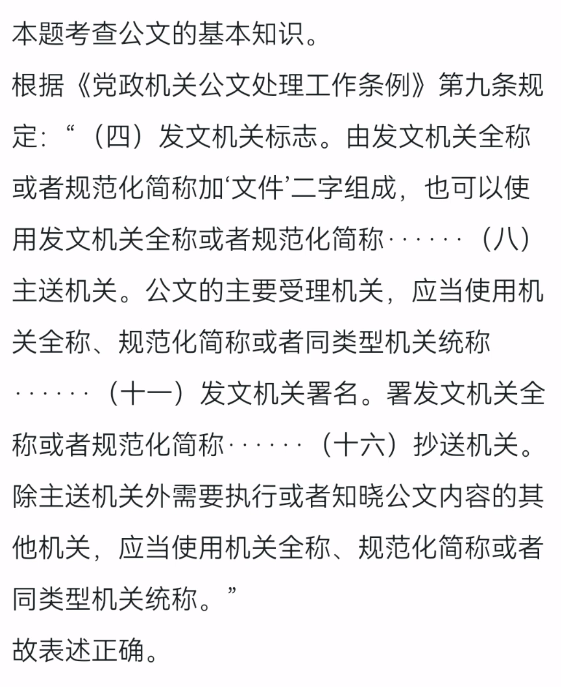 本题考查公文的基本知识。
根据《党政机关公文处理工作条例》第九条规
定：“（四）发文机关标志。由发文机关全称
或者规范化简称加‘文件’二字组成，也可以使
用发文机关全称或者规范化简称······（八）
主送机关。公文的主要受理机关，应当使用机
关全称、规范化简称或者同类型机关统称
······（十一）发文机关署名。署发文机关全
称或者规范化简称······（十六）抄送机关。
除主送机关外需要执行或者知晓公文内容的其
他机关，应当使用机关全称、规范化简称或者
同类型机关统称。”
故表述正确。